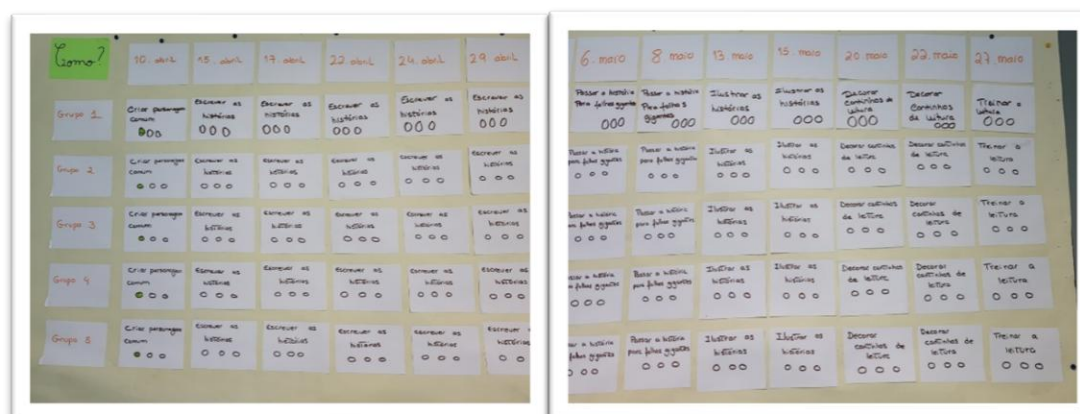 Como?
10. abril 15. abril 17. abril 22. abril 24. abril 29. abril
Grupo 1
Criar personagem Escrever as Escrever as Escrever as Escrever as Escrever as
comum histórias histórias histórias histórias histórias
Grupo 2
Criar personagem Escrever as Escrever as Escrever as Escrever as Escrever as
comum histórias histórias histórias histórias histórias
Grupo 3
Criar personagem Escrever as Escrever as Escrever as Escrever as Escrever as
comum histórias histórias histórias histórias histórias
Grupo 4
Criar personagem Escrever as Escrever as Escrever as Escrever as Escrever as
comum histórias histórias histórias histórias histórias
Grupo 5
Criar personagem Escrever as Escrever as Escrever as Escrever as Escrever
comum histórias histórias histórias histórias histórias
6. maio 8 maio 13. maio 15. maio 20. maio 22. maio 27. maio
Passar a história Passar a história Ilustrar as Ilustrar as Decorar Decorar Treinar a
Para folhas gigantes Para folhas histórias histórias cantinhos de Cantinhos leitura
gigantes leitura de leitura
Passar a história Passar a história Ilustrar as Ilustrar as Decorar cantinhos Decorar cantinhos Treinar a
para folhas gigantes para folhas gigantes histórias histórias de leitura de leitura leitura
Passar a história Passar a história Ilustrar as Ilustrar as Decorar cantinhos Decorar Treinar a
para folhas gigantes para folhas gigantes histórias histórias de leitura cantinhos de leitura
leitura
a história Passar a história Ilustrar as Ilustrar as Decorar cantinhos Decorar Treinar a
folhas gigantes para folhas gigantes histórias histórias de leitura cantinhos de leitura
leitura
a história Passar a história Ilustrar as Ilustrar as Decorar Decorar Treinar a
folhas gigantes para folhas gigantes histórias histórias cantinhos de cantinhos de leitura
leitura leitura